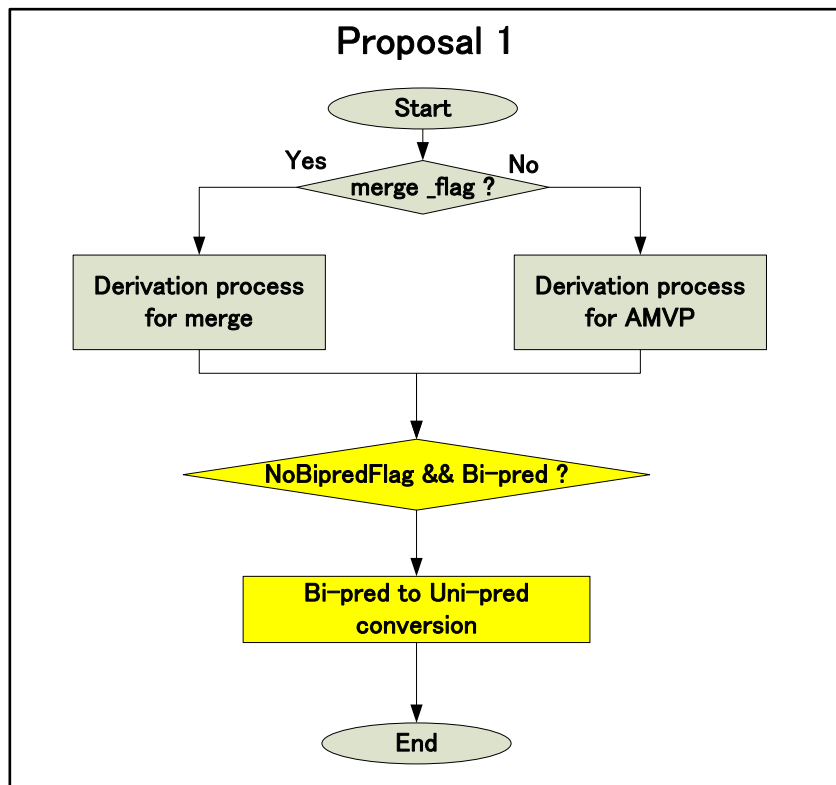 Proposal 1
Start
Yes
No
merge _flag ?
Derivation process
for merge
Derivation process
for AMVP
NoBipredFlag && Bi-pred ?
Bi-pred to Uni-pred
conversion
End